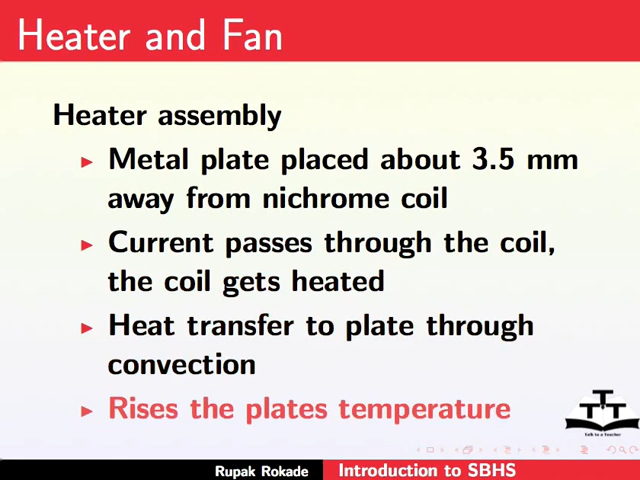 Heater and Fan
Heater assembly
Metal plate placed about 3.5 mm
away from nichrome coil
Current passes through the coil,
the coil gets heated
Heat transfer to plate through
convection
Rises the plates temperature
TTT
Talk to a Teacher
Rupak Rokade Introduction to SBHS